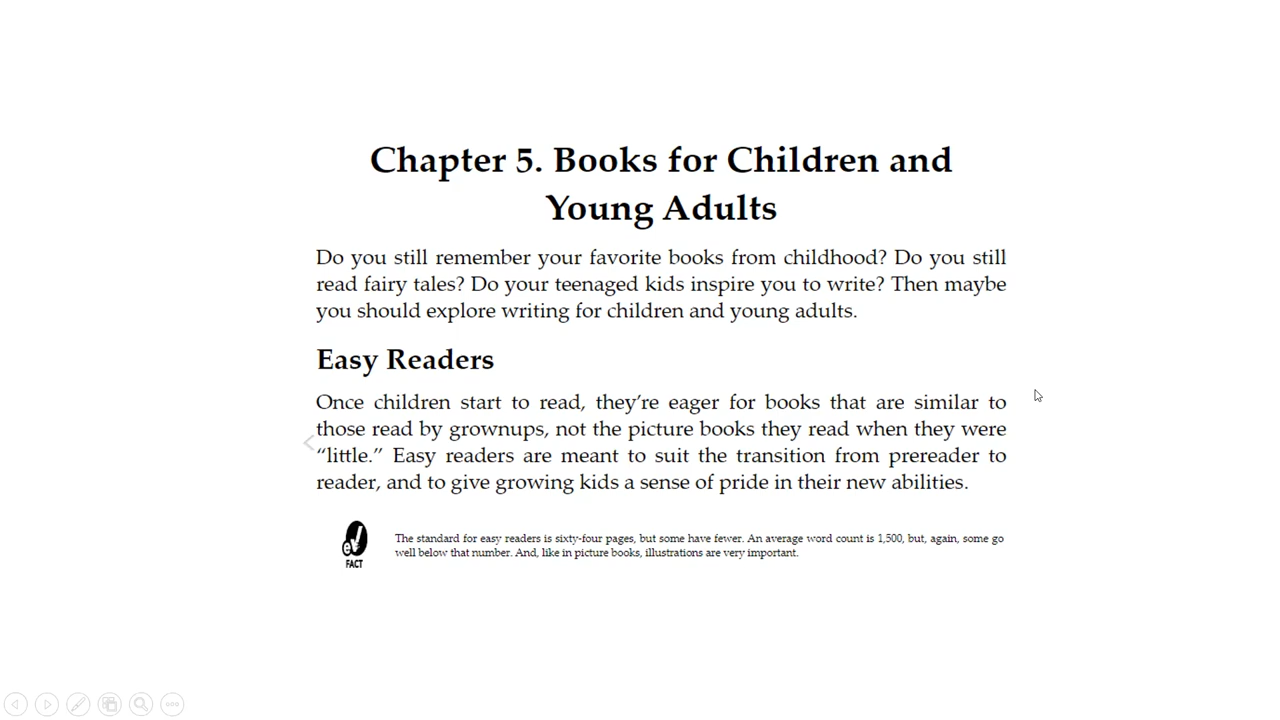 Chapter 5. Books for Children and
Young Adults
Do you still remember your favorite books from childhood? Do you still
read fairy tales? Do your teenaged kids inspire you to write? Then maybe
you should explore writing for children and young adults.
Easy Readers
Once children start to read, they’re eager for books that are similar to
those read by grownups, not the picture books they read when they were
“little.” Easy readers are meant to suit the transition from prereader to
reader, and to give growing kids a sense of pride in their new abilities.
The standard for easy readers is sixty-four pages, but some have fewer. An average word count is 1,500, but, again, some go
well below that number. And, like in picture books, illustrations are very important.
e
FACT